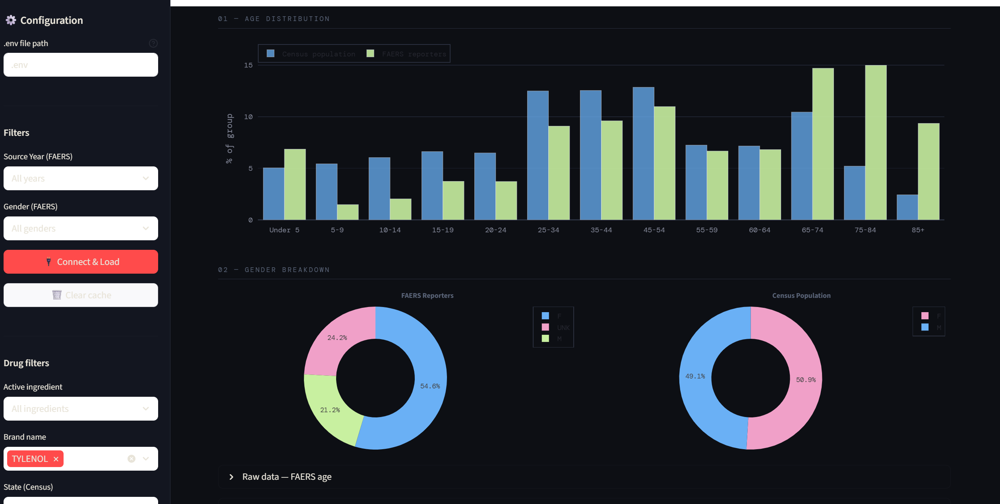 Configuration
.env file path
.env
Filters
Source Year (FAERS)
All years
Gender (FAERS)
All genders
Connect & Load
Clear cache
Drug filters
Active ingredient
All ingredients
Brand name
TYLENOL ×
State (Census)
01 — AGE DISTRIBUTION
Census population
FAERS reporters
% of group
15
10
5
0
Under 5
5-9
10-14
15-19
20-24
25-34
35-44
45-54
55-59
60-64
65-74
75-84
85+
02 — GENDER BREAKDOWN
FAERS Reporters
24.2%
54.6%
21.2%
F
UNK
M
Census Population
49.1%
50.9%
F
M
Raw data — FAERS age